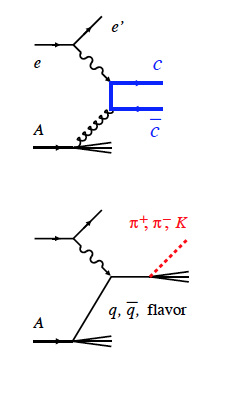 e'
e
C
A
C̅
π⁺, π⁻, K
q, q̅, flavor
A